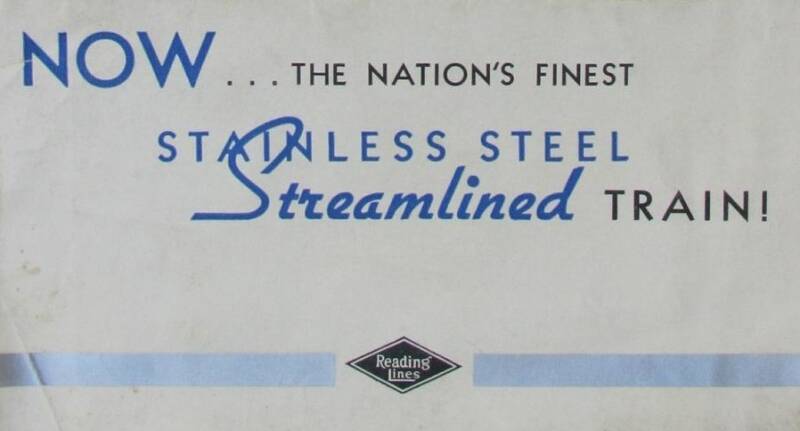 NOW...THE NATION'S FINEST
STAINLESS STEEL
Streamlined TRAIN!
Reading
Lines